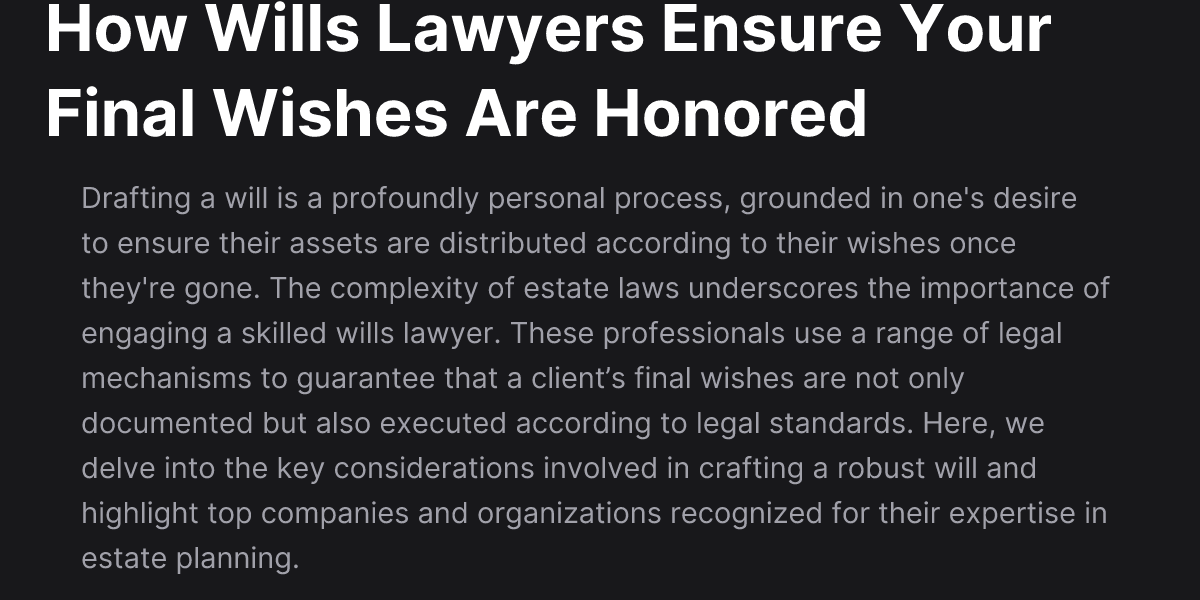 How Wills Lawyers Ensure Your
Final Wishes Are Honored
Drafting a will is a profoundly personal process, grounded in one's desire
to ensure their assets are distributed according to their wishes once
they're gone. The complexity of estate laws underscores the importance of
engaging a skilled wills lawyer. These professionals use a range of legal
mechanisms to guarantee that a client’s final wishes are not only
documented but also executed according to legal standards. Here, we
delve into the key considerations involved in crafting a robust will and
highlight top companies and organizations recognized for their expertise in
estate planning.